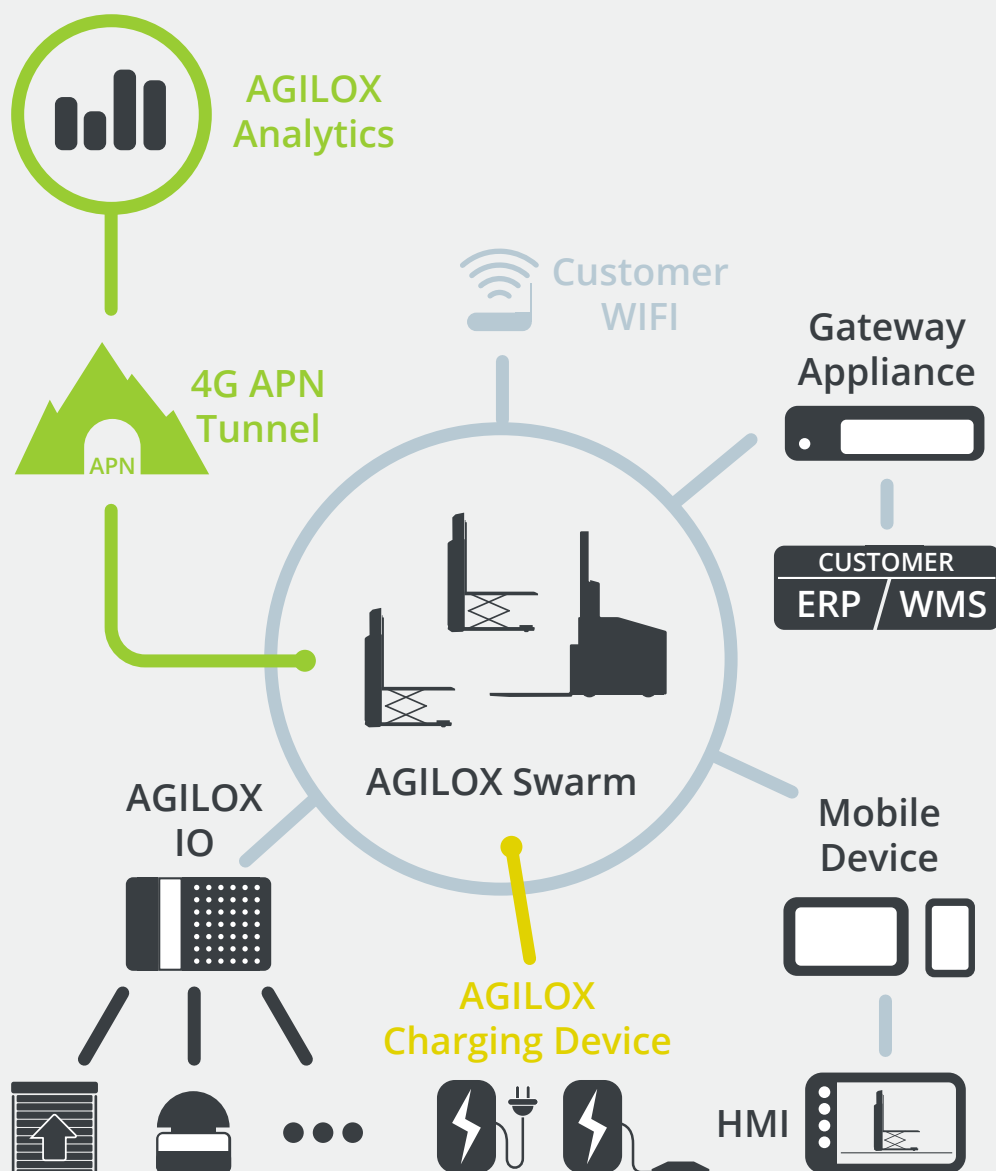 AGILOX
Analytics
Customer
WIFI
Gateway
Appliance
4G APN
Tunnel
APN
CUSTOMER
ERP / WMS
AGILOX Swarm
AGILOX
IO
Mobile
Device
AGILOX
Charging Device
HMI